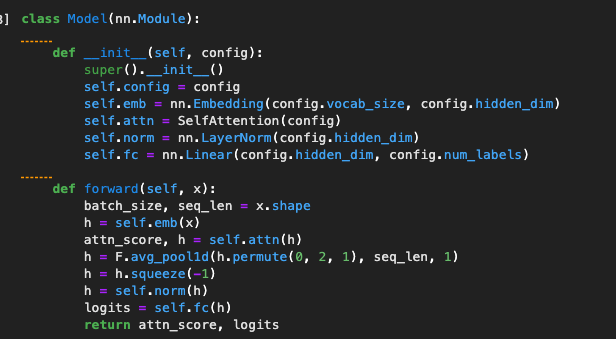 3] class Model(nn.Module):
def __init__(self, config):
super().__init__()
self.config = config
self.emb = nn.Embedding(config.vocab_size, config.hidden_dim)
self.attn = SelfAttention(config)
self.norm = nn.LayerNorm(config.hidden_dim)
self.fc = nn.Linear(config.hidden_dim, config.num_labels)
def forward(self, x):
batch_size, seq_len = x.shape
h = self.emb(x)
attn_score, h = self.attn(h)
h = F.avg_pool1d(h.permute(0, 2, 1), seq_len, 1)
h = h.squeeze(-1)
h = self.norm(h)
logits = self.fc(h)
return attn_score, logits